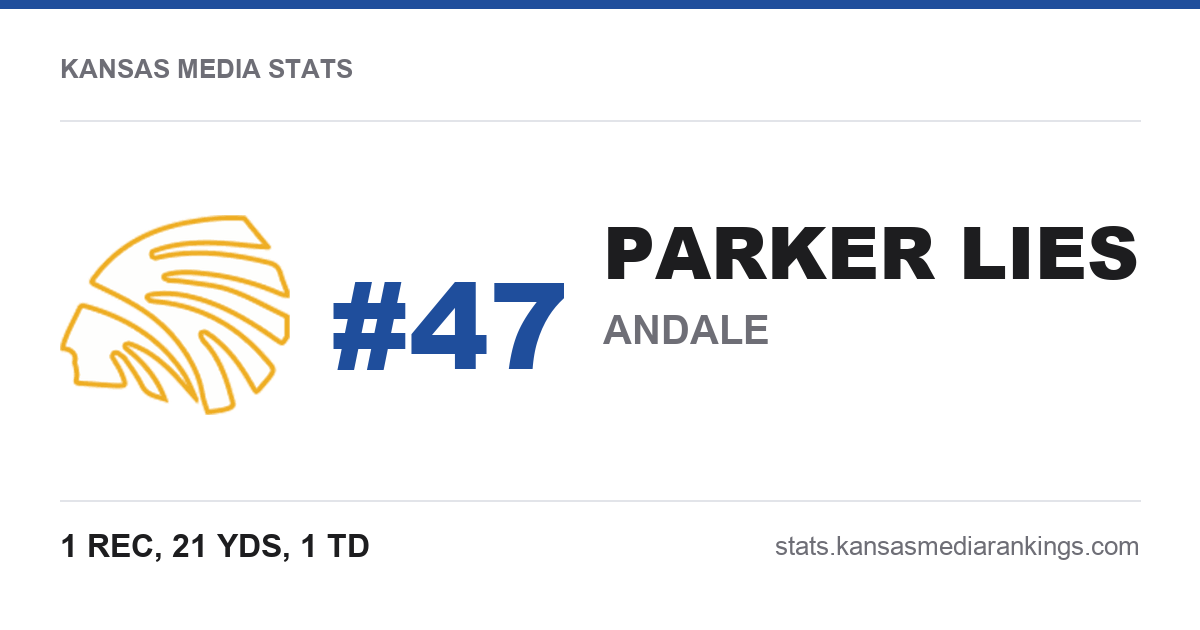 KANSAS MEDIA STATS
#47
PARKER LIES
ANDALE
1 REC, 21 YDS, 1 TD
stats.kansasmediarankings.com